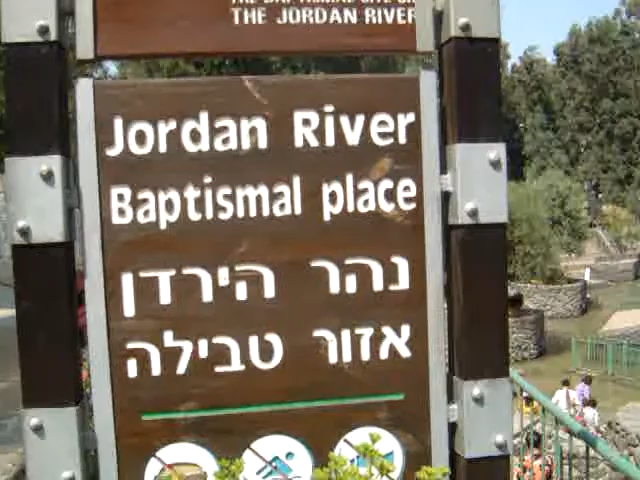 THE JORDAN RIVER
Jordan River
Baptismal place
נהר הירדן
אזור טבילה